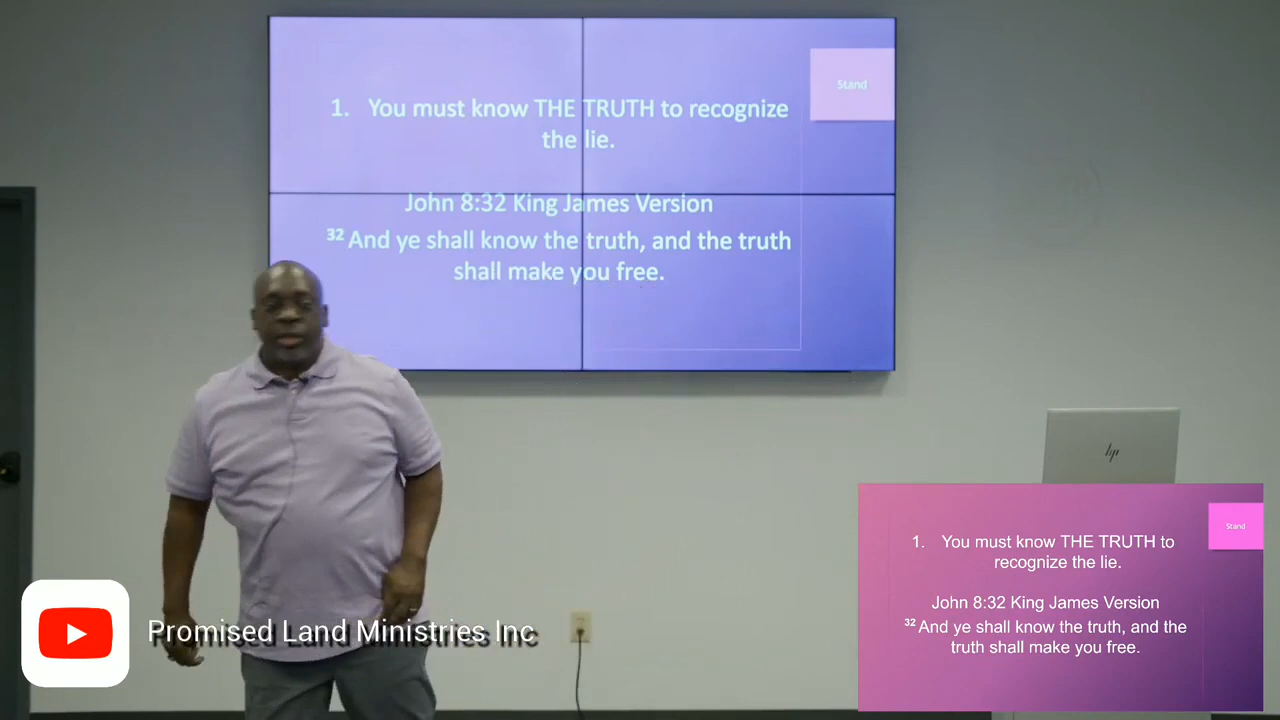 Stand
1. You must know THE TRUTH to recognize
the lie.
John 8:32 King James Version
32 And ye shall know the truth, and the truth
shall make you free.
hp
Stand
1. You must know THE TRUTH to
recognize the lie.
John 8:32 King James Version
32 And ye shall know the truth, and the
truth shall make you free.
Promised Land Ministries Inc